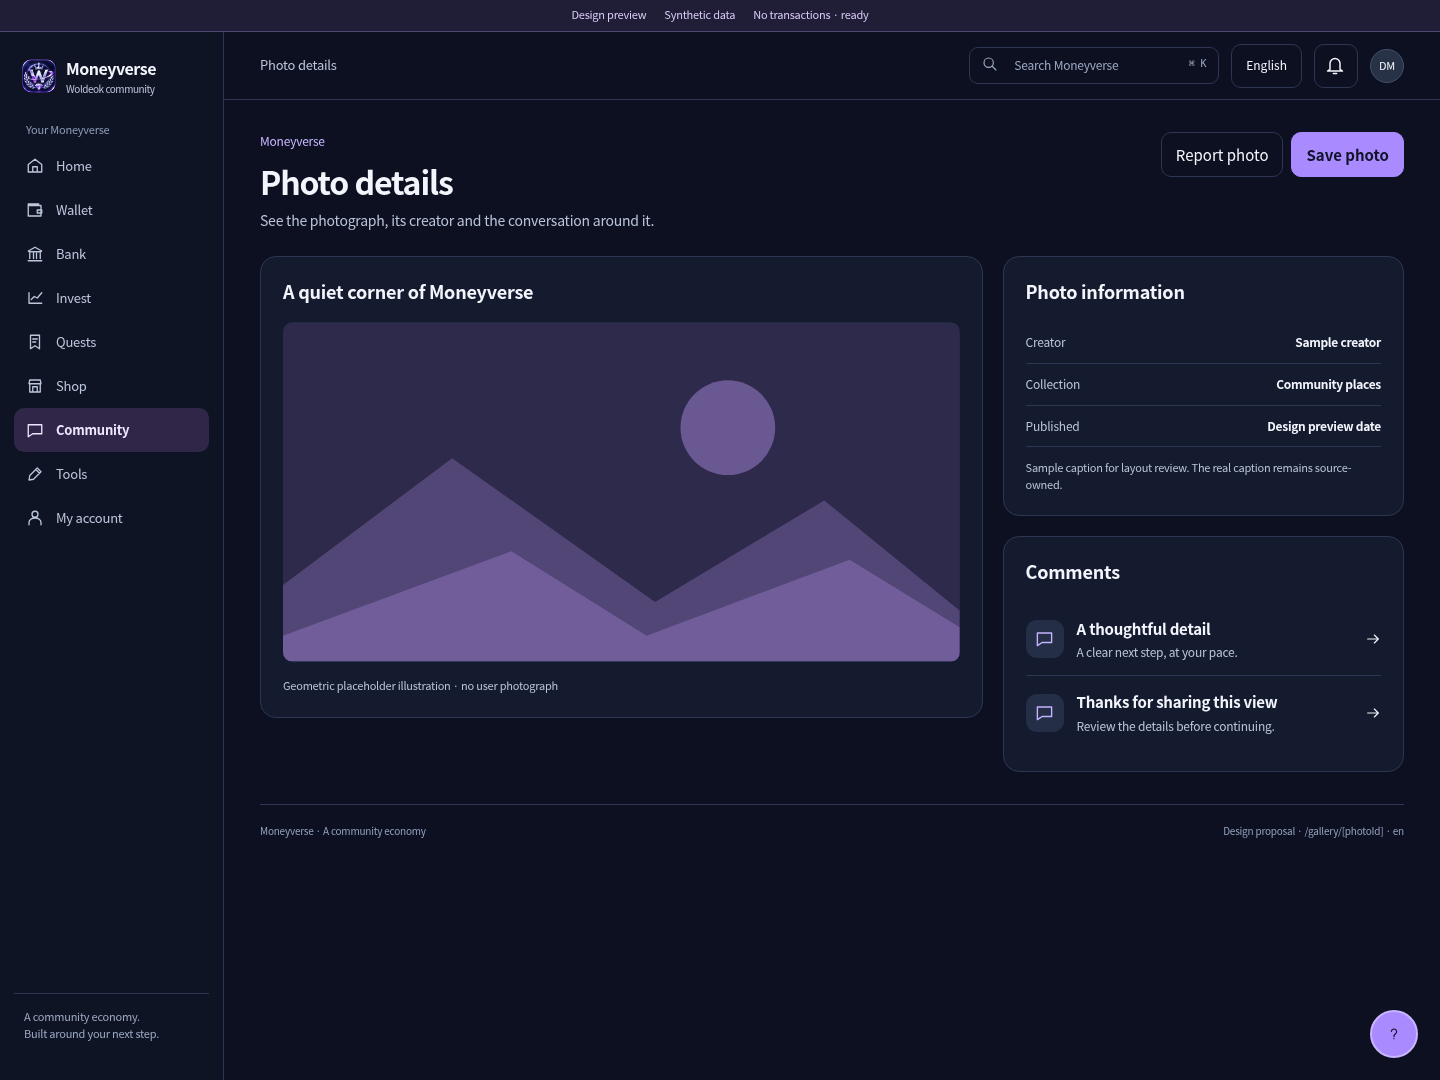 Design preview Synthetic data No transactions · ready
Moneyverse
Woldeok community
Your Moneyverse
Home
Wallet
Bank
Invest
Quests
Shop
Community
Tools
My account
A community economy.
Built around your next step.
Photo details
Search Moneyverse ⌘ K
English
DM
Moneyverse
Photo details
See the photograph, its creator and the conversation around it.
Report photo
Save photo
A quiet corner of Moneyverse
Geometric placeholder illustration · no user photograph
Photo information
Creator Sample creator
Collection Community places
Published Design preview date
Sample caption for layout review. The real caption remains source-
owned.
Comments
A thoughtful detail
A clear next step, at your pace.
Thanks for sharing this view
Review the details before continuing.
Moneyverse · A community economy
Design proposal · /gallery/[photoId] · en
?